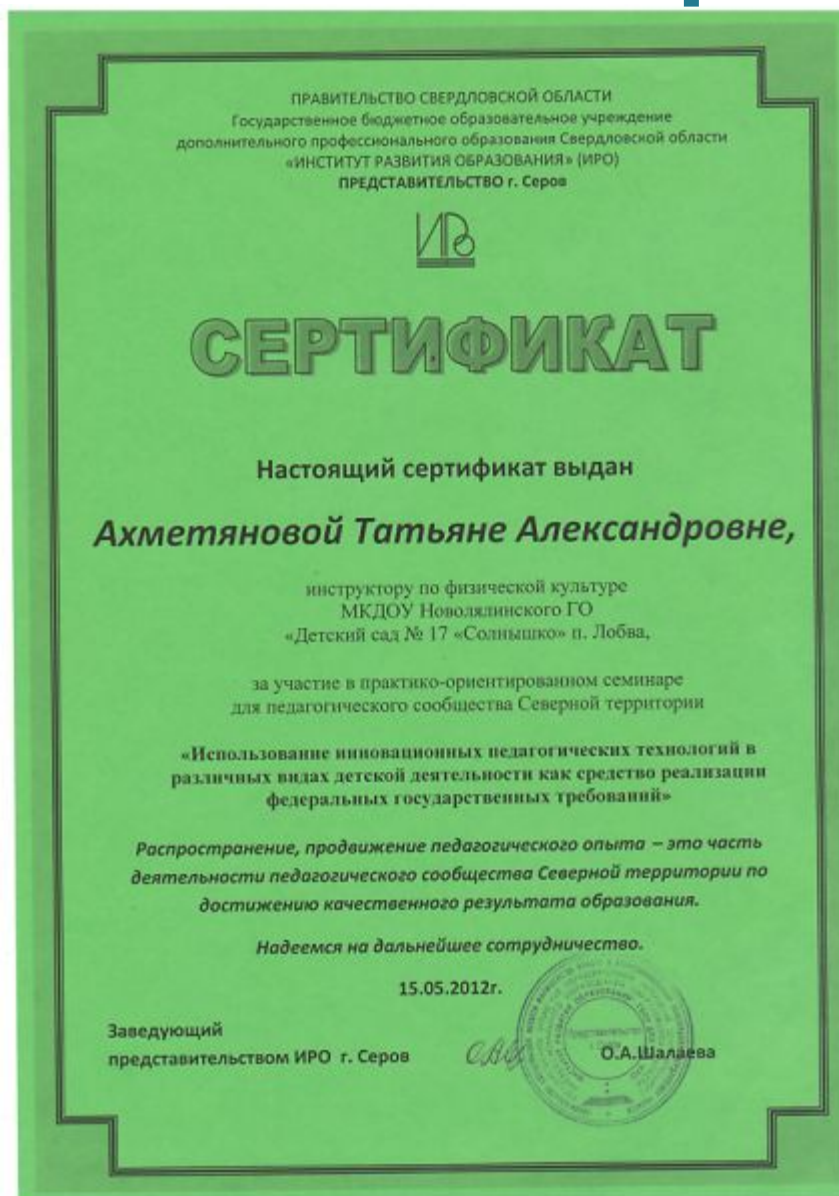 ПРАВИТЕЛЬСТВО СВЕРДЛОВСКОЙ ОБЛАСТИ
Государственное бюджетное образовательное учреждение
дополнительного профессионального образования Свердловской области
«ИНСТИТУТ РАЗВИТИЯ ОБРАЗОВАНИЯ» (ИРО)
ПРЕДСТАВИТЕЛЬСТВО г. Серов
ИРО
СЕРТИФИКАТ
Настоящий сертификат выдан
Ахметяновой Татьяне Александровне,
инструктору по физической культуре
МКДОУ Новолялинского ГО
«Детский сад № 17 «Солнышко» п. Лобва,
за участие в практико-ориентированном семинаре
для педагогического сообщества Северной территории
«Использование инновационных педагогических технологий в
различных видах детской деятельности как средство реализации
федеральных государственных требований»
Распространение, продвижение педагогического опыта – это часть
деятельности педагогического сообщества Северной территории по
достижению качественного результата образования.
Надеемся на дальнейшее сотрудничество.
15.05.2012г.
Заведующий
представительством ИРО г. Серов О.А.Шалаева